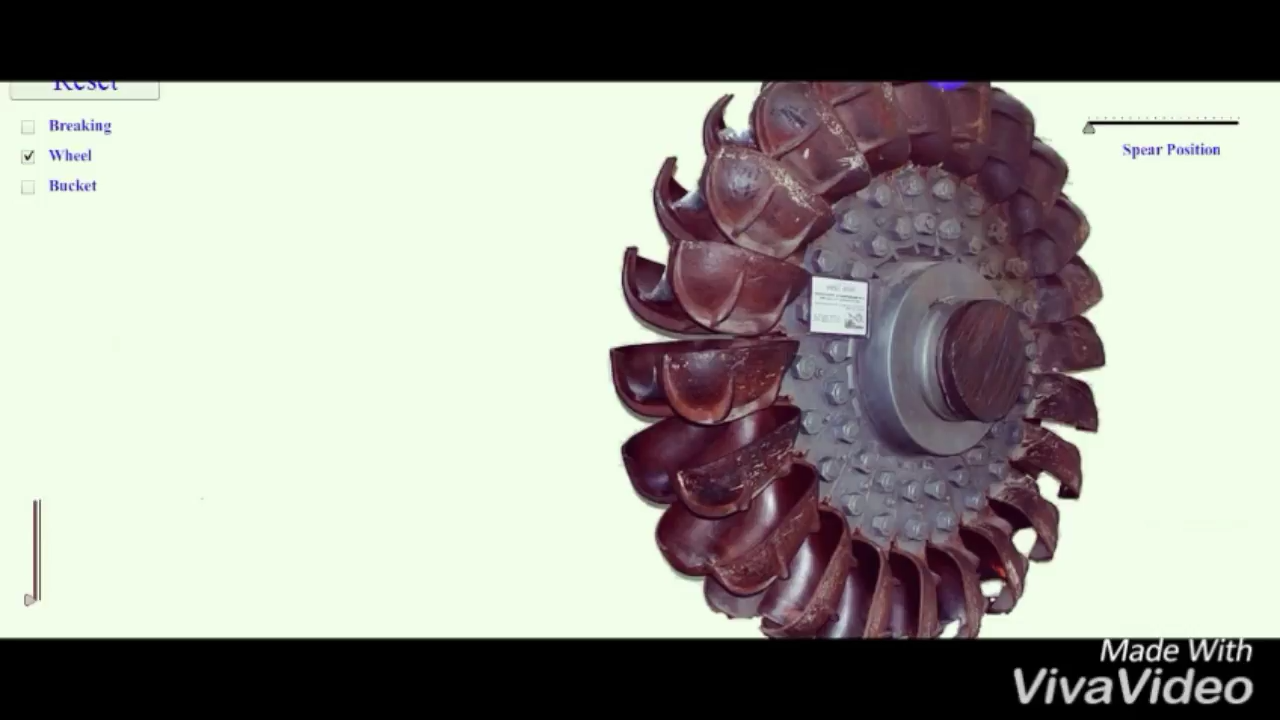 Reset
Breaking
Wheel
Bucket
Spear Position
Made With
VivaVideo